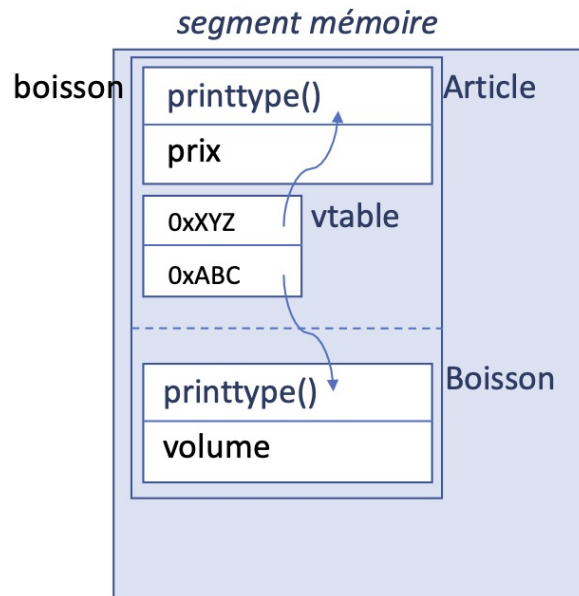 segment mémoire
boisson
printtype()
Article
prix
0xXYZ
vtable
0xABC
Boisson
printtype()
volume